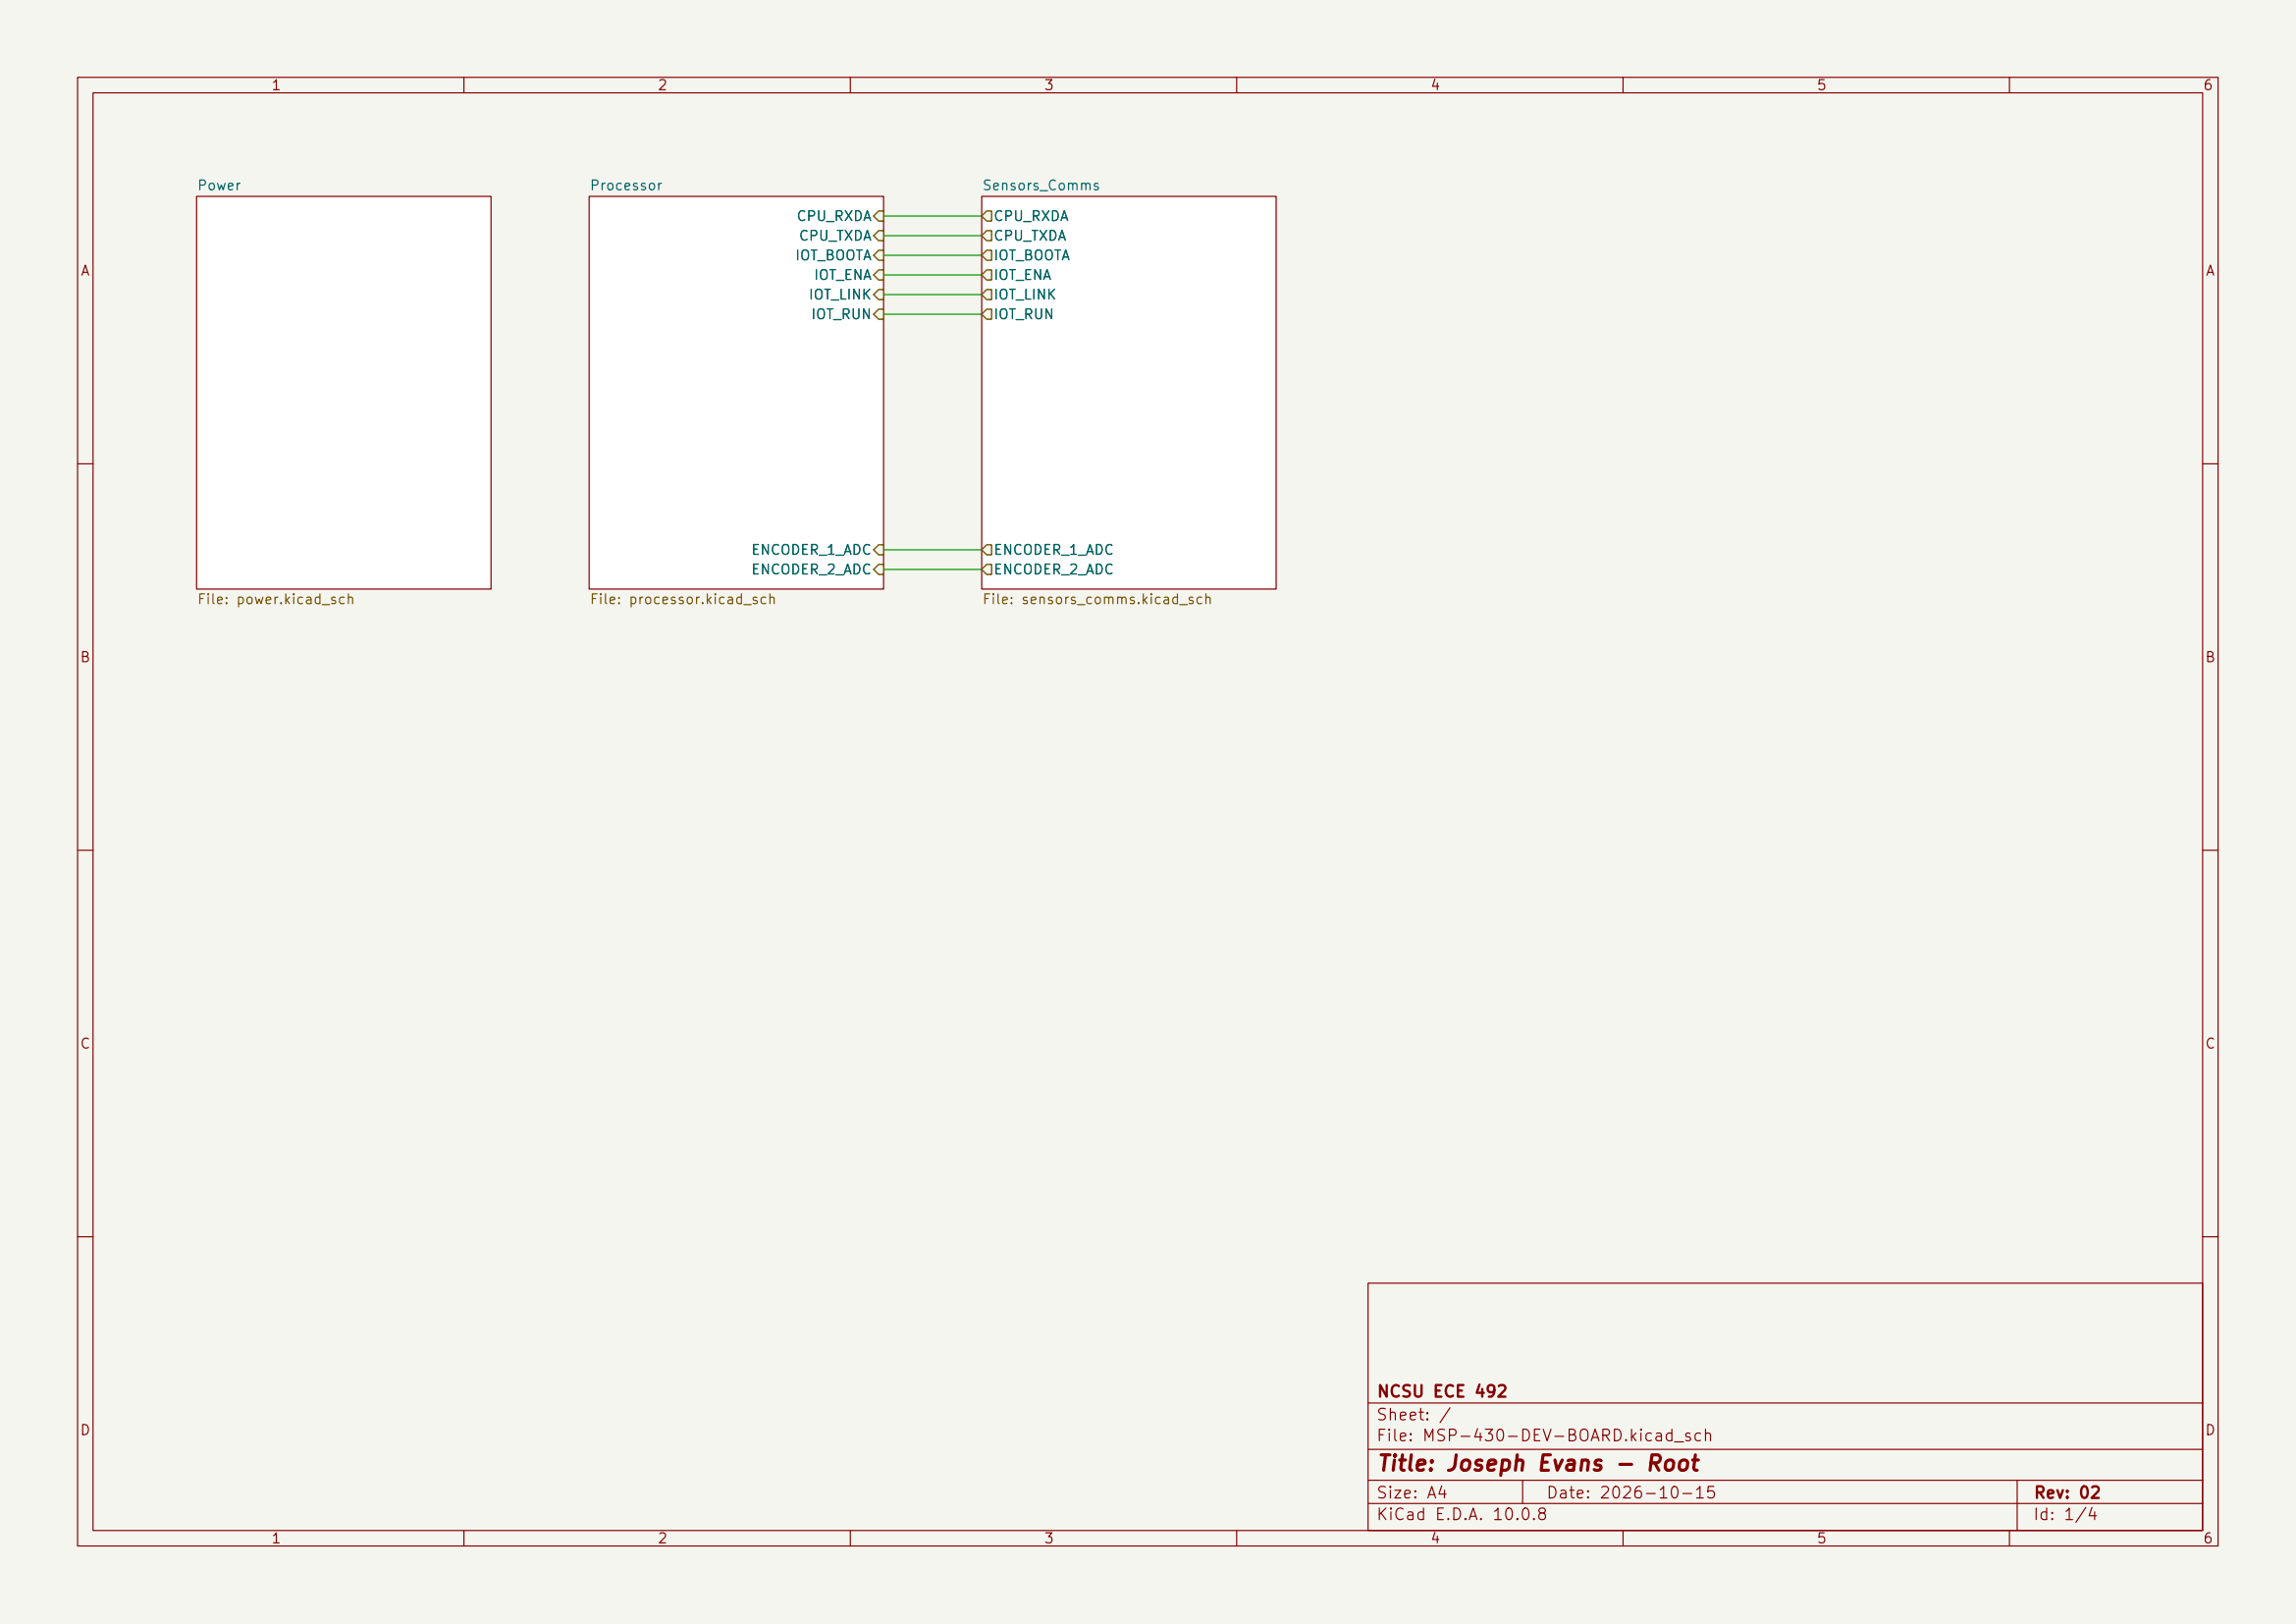 1 2 3 4 5 6
Power
Processor
Sensors_Comms
CPU_RXDA CPU_RXDA
CPU_TXDA CPU_TXDA
IOT_BOOTA IOT_BOOTA
A IOT_ENA IOT_ENA A
IOT_LINK IOT_LINK
IOT_RUN IOT_RUN
ENCODER_1_ADC ENCODER_1_ADC
ENCODER_2_ADC ENCODER_2_ADC
File: power.kicad_sch
File: processor.kicad_sch
File: sensors_comms.kicad_sch
B B
C C
NCSU ECE 492
Sheet: /
D D
File: MSP-430-DEV-BOARD.kicad_sch
Title: Joseph Evans - Root
Size: A4 Date: 2026-10-15 Rev: 02
KiCad E.D.A. 10.0.8 Id: 1/4
1 2 3 4 5 6